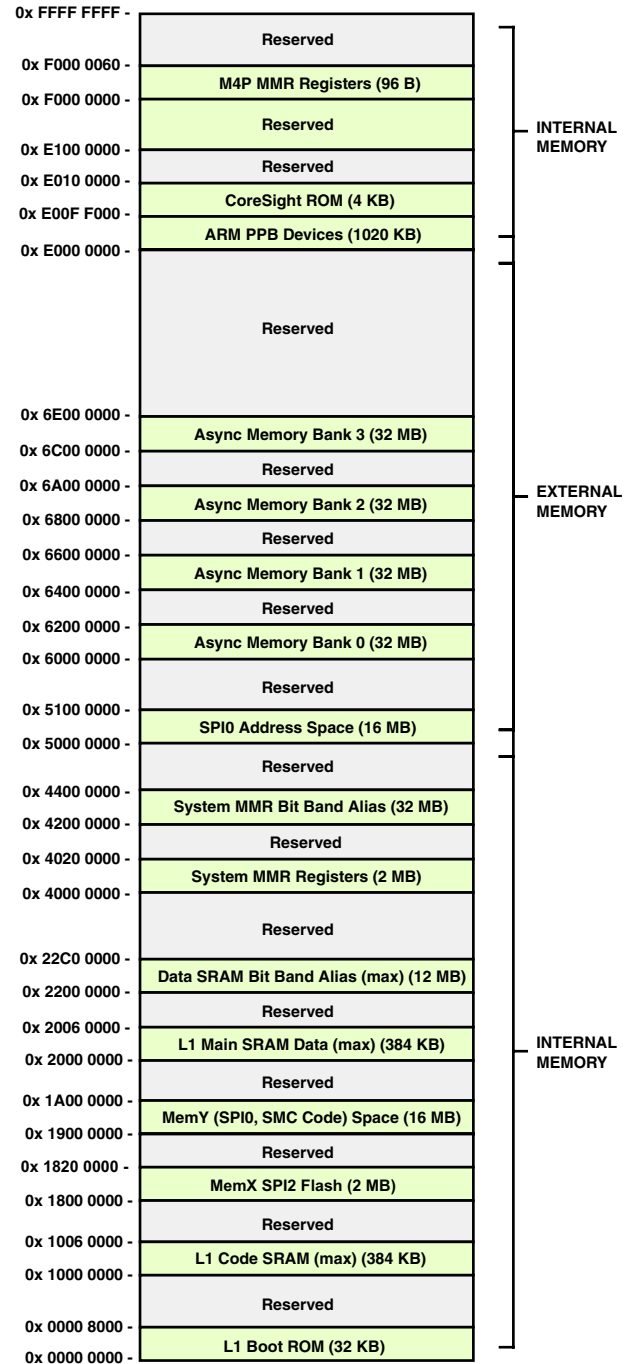 0x FFFF FFFF -
Reserved
0x F000 0060 -
M4P MMR Registers (96 B)
0x F000 0000 -
Reserved
INTERNAL
MEMORY
0x E100 0000 -
Reserved
0x E010 0000 -
CoreSight ROM (4 KB)
0x E00F F000 -
ARM PPB Devices (1020 KB)
0x E000 0000 -
Reserved
0x 6E00 0000 -
Async Memory Bank 3 (32 MB)
0x 6C00 0000 -
Reserved
0x 6A00 0000 -
Async Memory Bank 2 (32 MB)
EXTERNAL
MEMORY
0x 6800 0000 -
Reserved
0x 6600 0000 -
Async Memory Bank 1 (32 MB)
0x 6400 0000 -
Reserved
0x 6200 0000 -
Async Memory Bank 0 (32 MB)
0x 6000 0000 -
Reserved
0x 5100 0000 -
SPI0 Address Space (16 MB)
0x 5000 0000 -
Reserved
0x 4400 0000 -
System MMR Bit Band Alias (32 MB)
0x 4200 0000 -
Reserved
0x 4020 0000 -
System MMR Registers (2 MB)
0x 4000 0000 -
Reserved
0x 22C0 0000 -
Data SRAM Bit Band Alias (max) (12 MB)
0x 2200 0000 -
Reserved
0x 2006 0000 -
L1 Main SRAM Data (max) (384 KB)
INTERNAL
MEMORY
0x 2000 0000 -
Reserved
0x 1A00 0000 -
MemY (SPI0, SMC Code) Space (16 MB)
0x 1900 0000 -
Reserved
0x 1820 0000 -
MemX SPI2 Flash (2 MB)
0x 1800 0000 -
Reserved
0x 1006 0000 -
L1 Code SRAM (max) (384 KB)
0x 1000 0000 -
Reserved
0x 0000 8000 -
L1 Boot ROM (32 KB)
0x 0000 0000 -